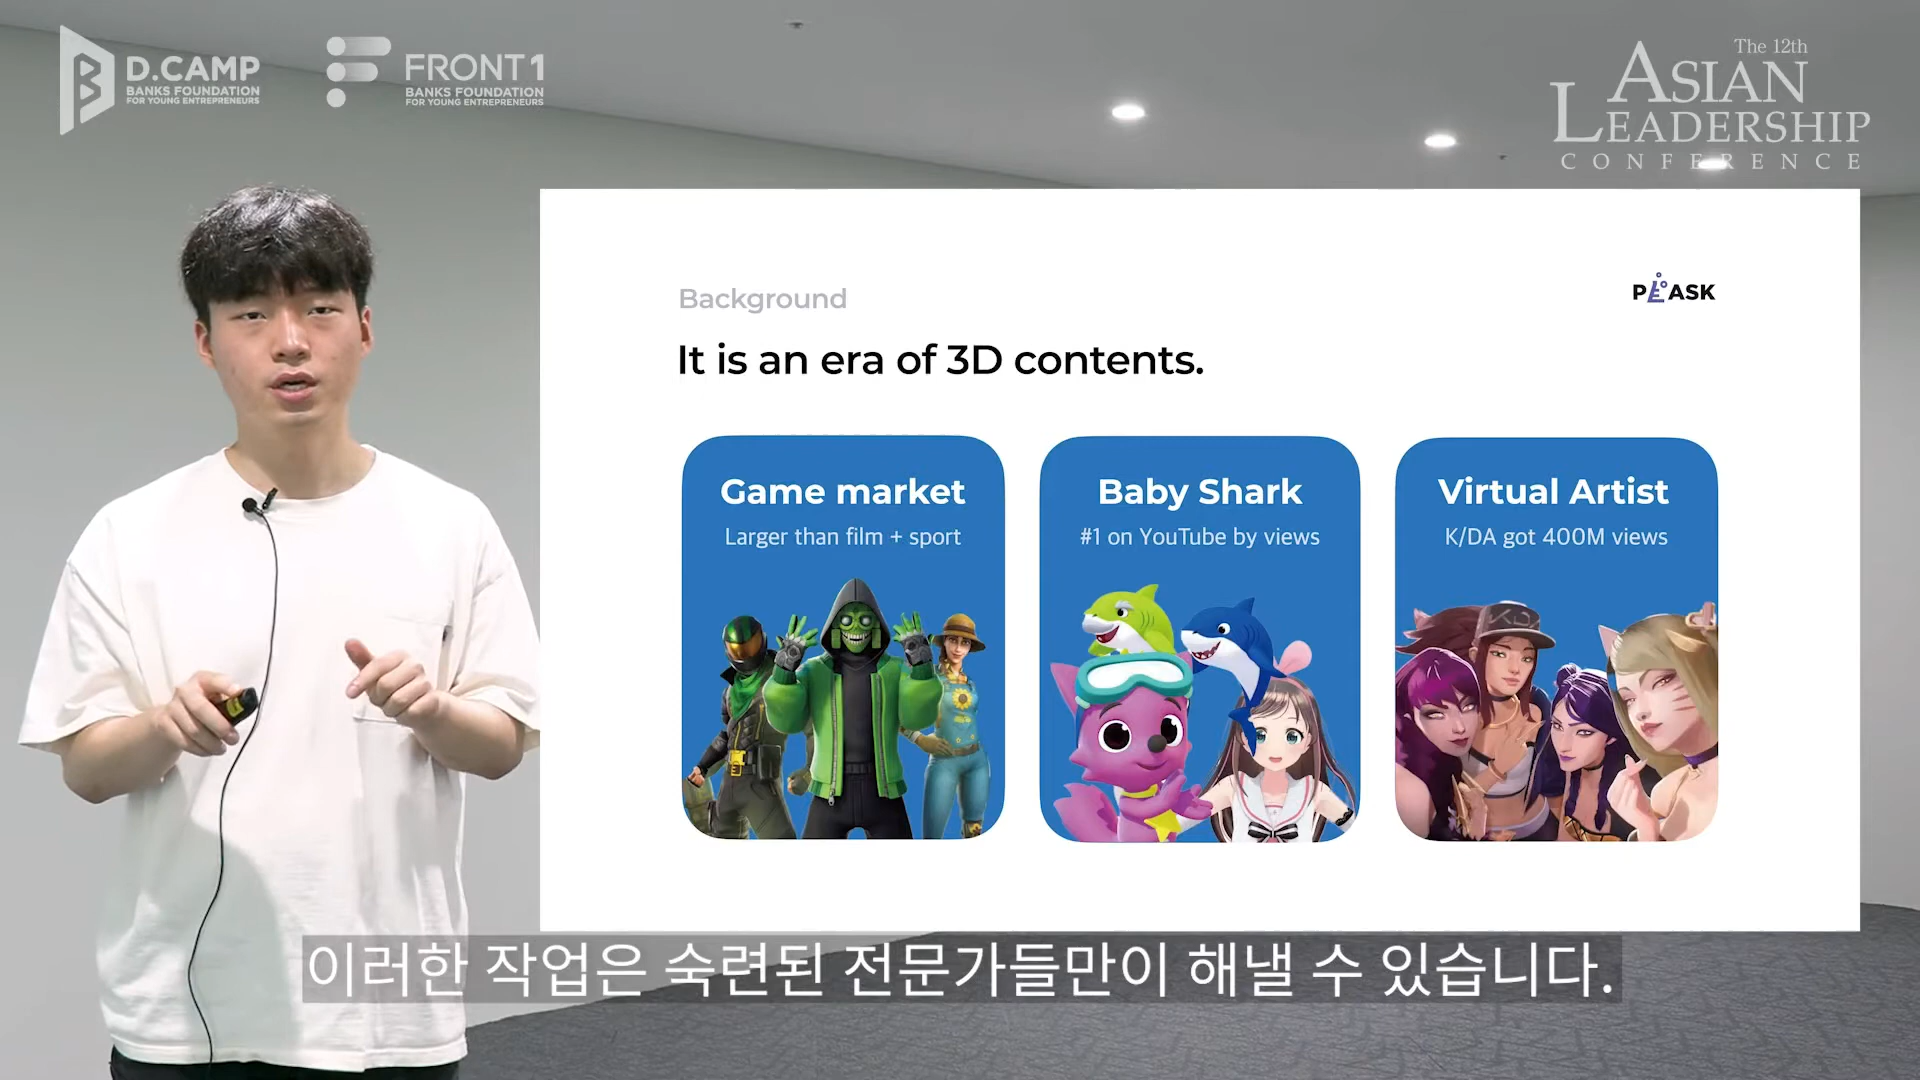 D.CAMP
BANKS FOUNDATION
FOR YOUNG ENTREPRENEURS
FRONT1
BANKS FOUNDATION
FOR YOUNG ENTREPRENEURS
The 12th
ASIAN
LEADERSHIP
CONFERENCE
Background
PLASK
It is an era of 3D contents.
Game market
Larger than film + sport
Baby Shark
#1 on YouTube by views
Virtual Artist
K/DA got 400M views
이러한 작업은 숙련된 전문가들만이 해낼 수 있습니다.